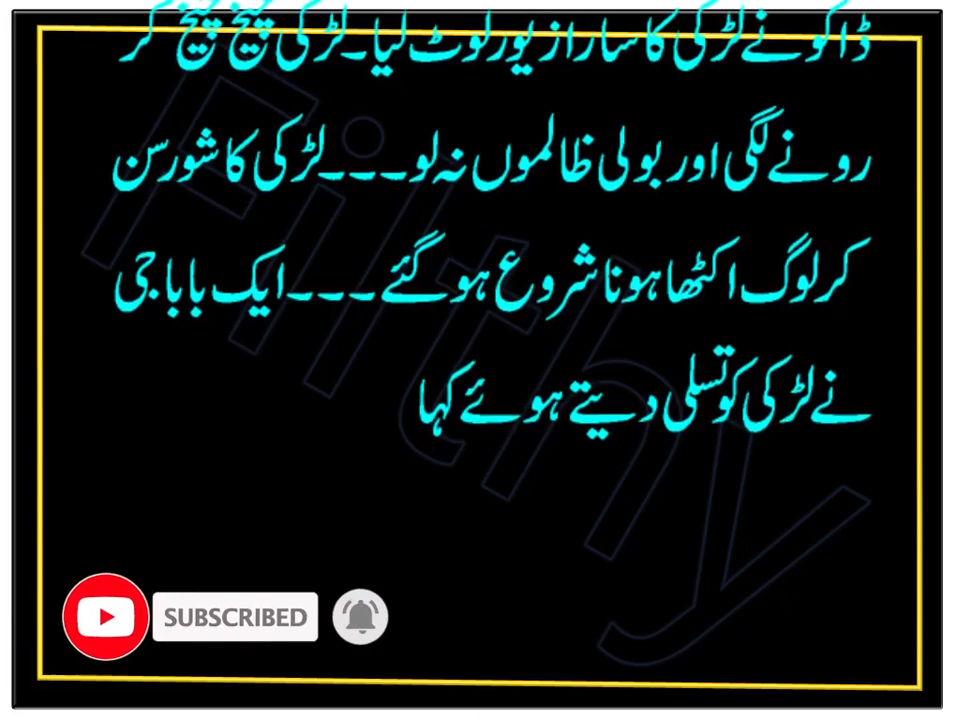 ڈاکو نے لڑکی کا سارا زیور لوٹ لیا۔ لڑکی چیخ چیخ کر
رونے لگی اور بولی ظالموں نہ لو۔۔۔ لڑکی کا شور سن
کر لوگ اکٹھا ہونا شروع ہو گئے۔۔۔ ایک بابا جی
نے لڑکی کو تسلی دیتے ہوئے کہا
Filthy
SUBSCRIBED